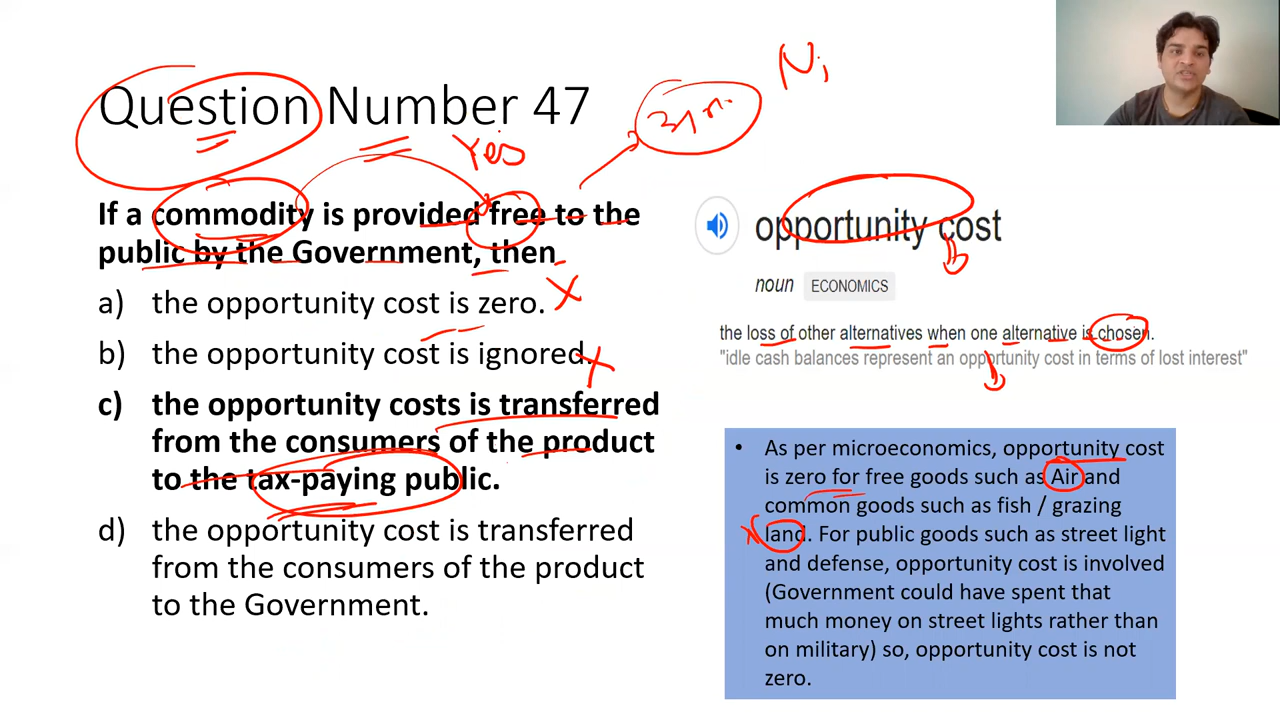 Question Number 47
Yes
If a commodity is provided free to the
public by the Government, then
a) the opportunity cost is zero.
b) the opportunity cost is ignored.
c) the opportunity costs is transferred
from the consumers of the product
to the tax-paying public.
d) the opportunity cost is transferred
from the consumers of the product
to the Government.
opportunity cost
noun ECONOMICS
the loss of other alternatives when one alternative is chosen.
"idle cash balances represent an opportunity cost in terms of lost interest"
• As per microeconomics, opportunity cost
is zero for free goods such as Air and
common goods such as fish / grazing
land. For public goods such as street light
and defense, opportunity cost is involved
(Government could have spent that
much money on street lights rather than
on military) so, opportunity cost is not
zero.